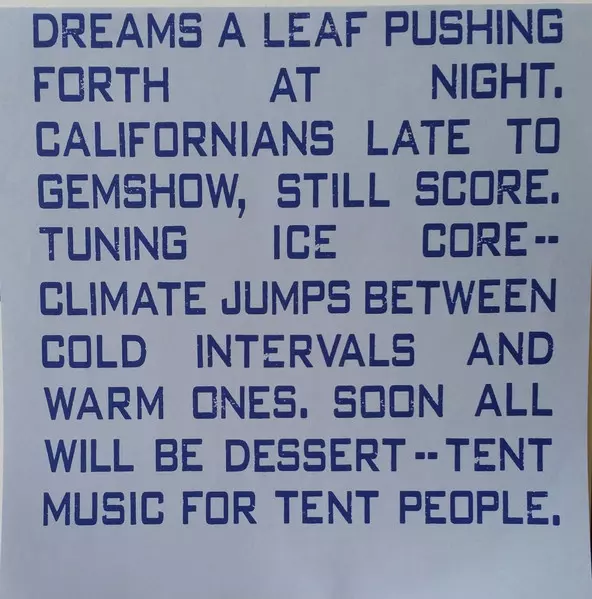 DREAMS A LEAF PUSHING
FORTH AT NIGHT.
CALIFORNIANS LATE TO
GEMSHOW, STILL SCORE.
TUNING ICE CORE--
CLIMATE JUMPS BETWEEN
COLD INTERVALS AND
WARM ONES. SOON ALL
WILL BE DESSERT--TENT
MUSIC FOR TENT PEOPLE.